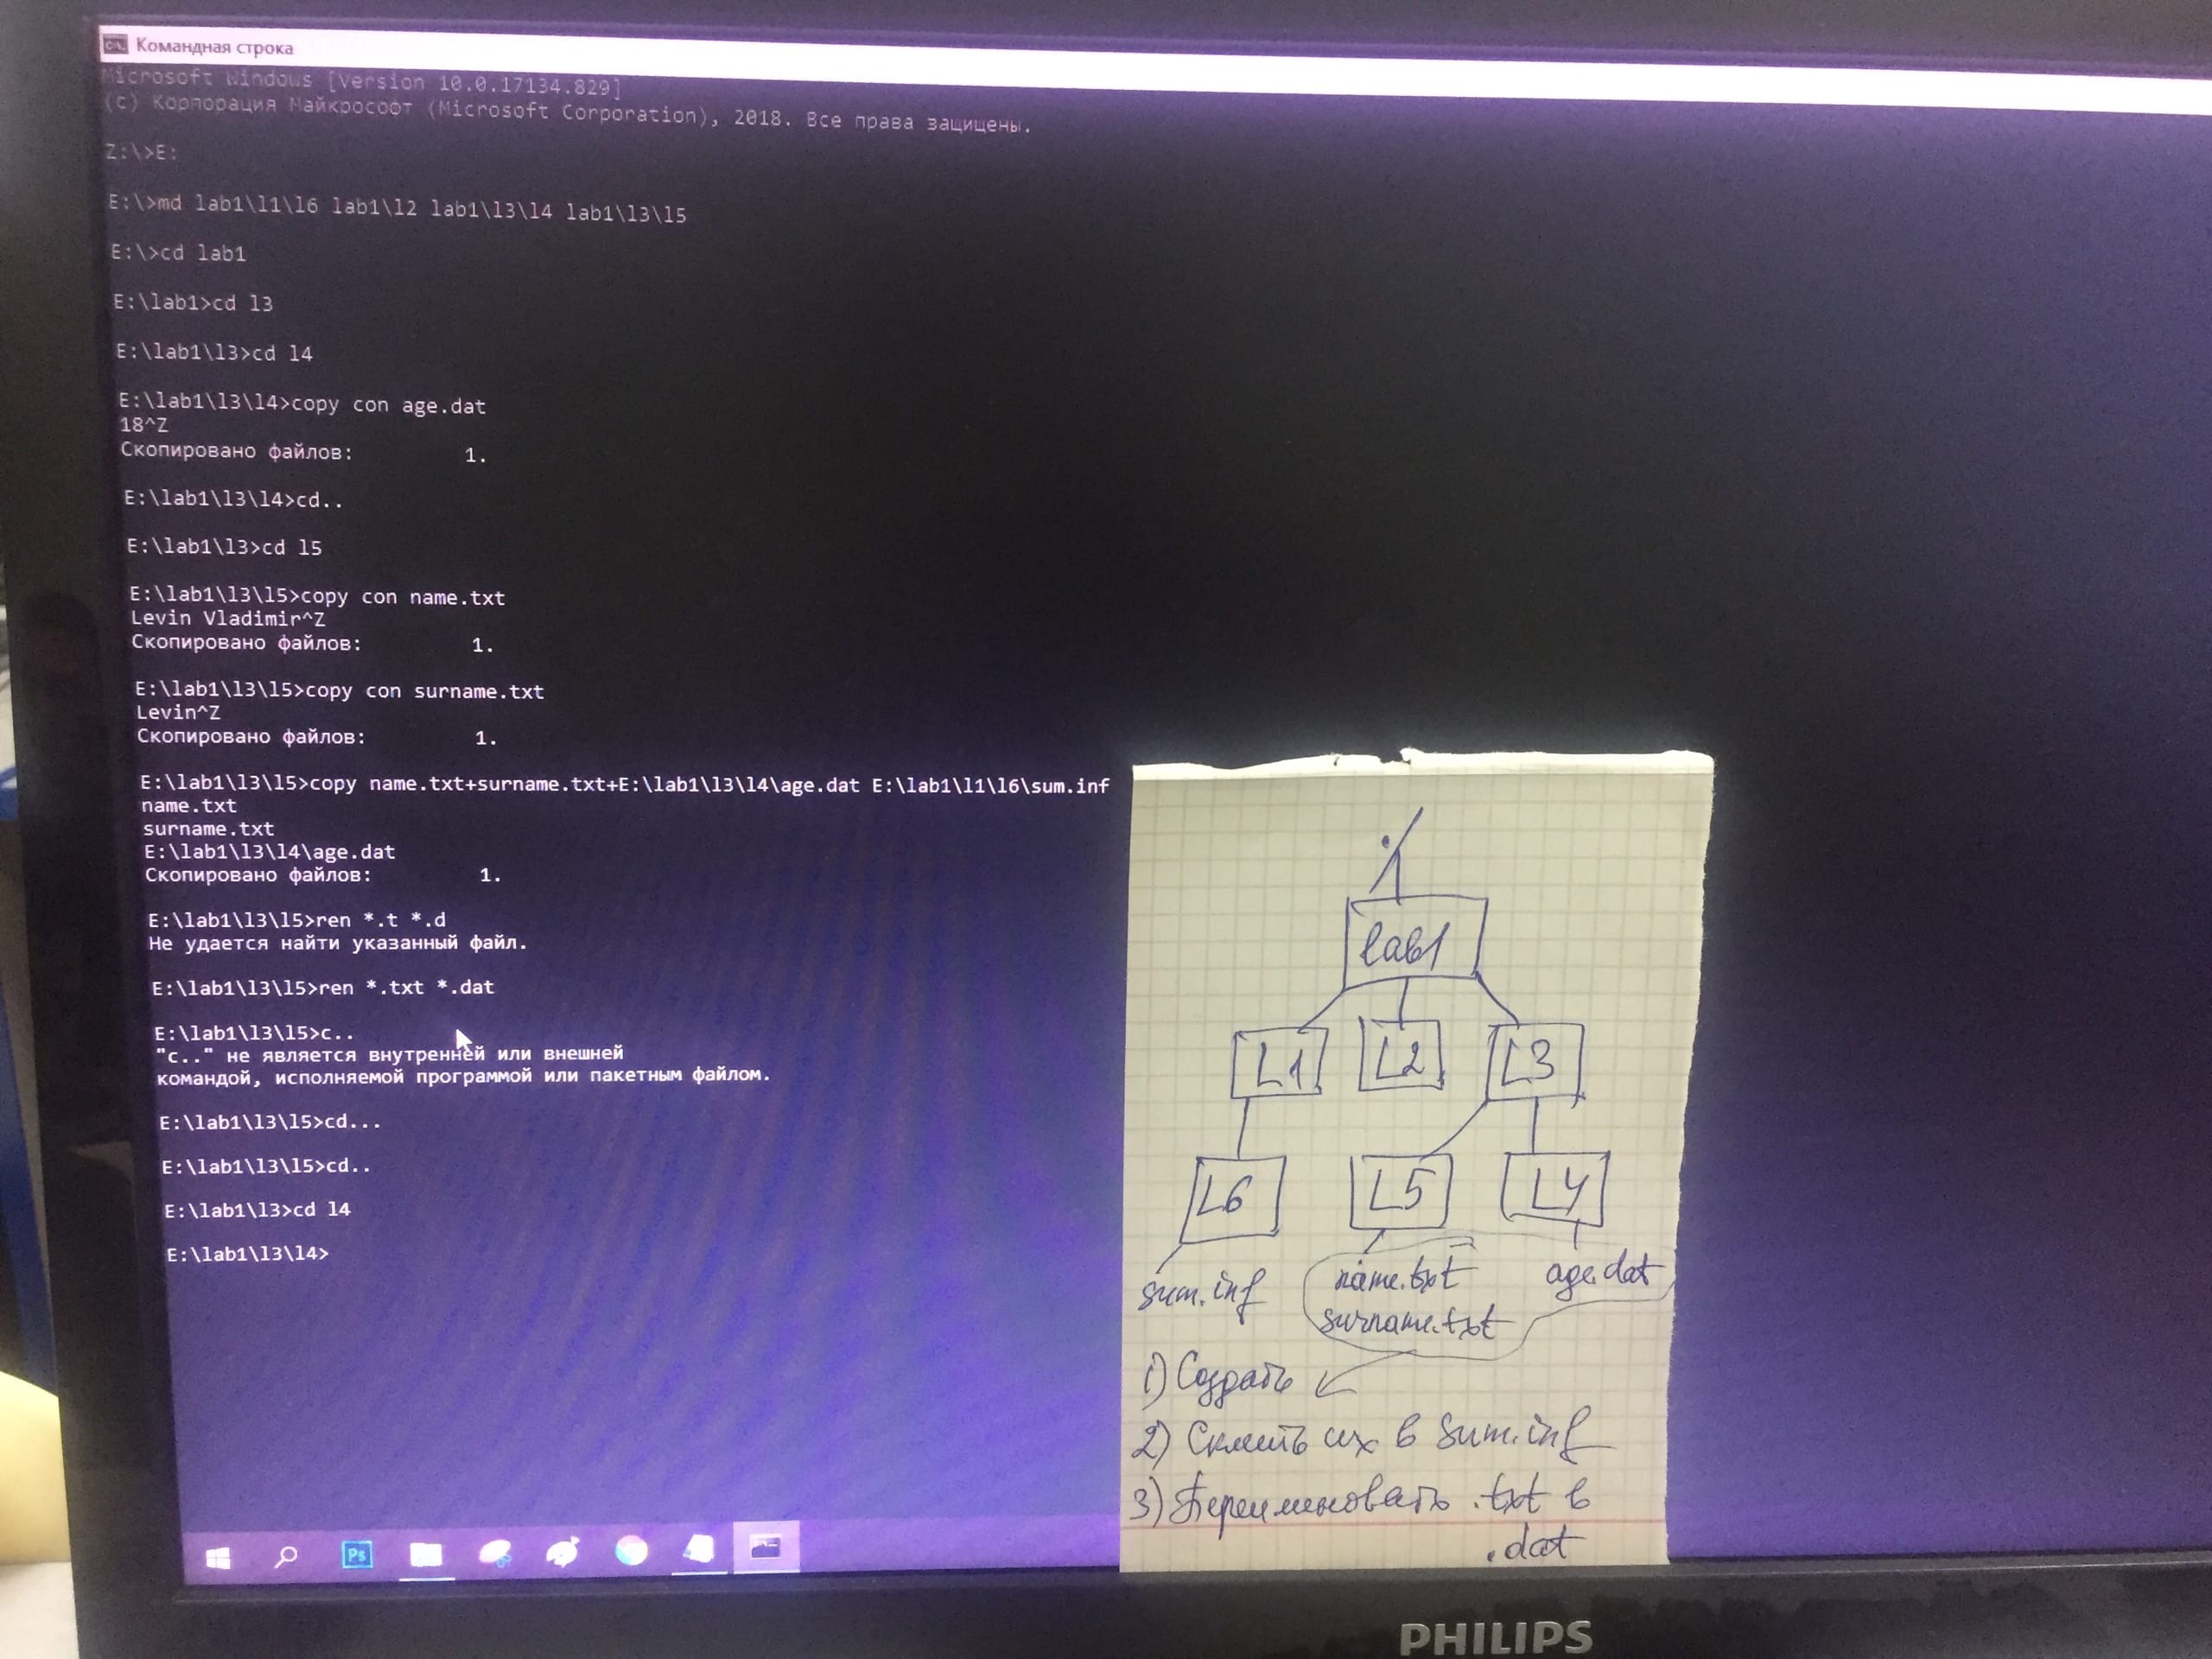 Командная строка
Microsoft Windows [Version 10.0.17134.829]
(c) Корпорация Майкрософт (Microsoft Corporation), 2018. Все права защищены.
Z:\>E:
E:\>md lab1\l1\l6 lab1\l2 lab1\l3\l4 lab1\l3\l5
E:\>cd lab1
E:\lab1>cd l3
E:\lab1\l3>cd l4
E:\lab1\l3\l4>copy con age.dat
18^Z
Скопировано файлов:         1.
E:\lab1\l3\l4>cd..
E:\lab1\l3>cd l5
E:\lab1\l3\l5>copy con name.txt
Levin Vladimir^Z
Скопировано файлов:         1.
E:\lab1\l3\l5>copy con surname.txt
Levin^Z
Скопировано файлов:         1.
E:\lab1\l3\l5>copy name.txt+surname.txt+E:\lab1\l3\l4\age.dat E:\lab1\l1\l6\sum.inf
name.txt
surname.txt
E:\lab1\l3\l4\age.dat
Скопировано файлов:         1.
E:\lab1\l3\l5>ren *.t *.d
Не удается найти указанный файл.
E:\lab1\l3\l5>ren *.txt *.dat
E:\lab1\l3\l5>c..
"c.." не является внутренней или внешней
командой, исполняемой программой или пакетным файлом.
E:\lab1\l3\l5>cd...
E:\lab1\l3\l5>cd..
E:\lab1\l3>cd l4
E:\lab1\l3\l4>
lab1
L1 L2 L3
L6 L5 L4
sum.inf name.txt age.dat
surname.txt
1) Создать
2) Склеить их в sum.inf
3) Переименовать .txt в
.dat
Ps
PHILIPS